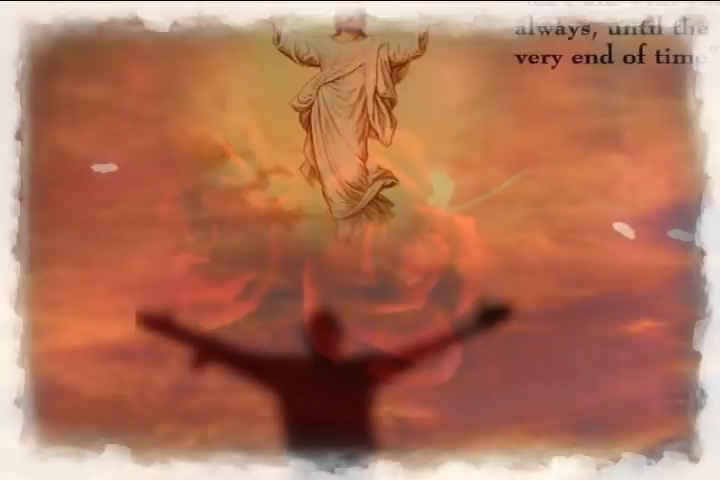 always, until the
very end of time"